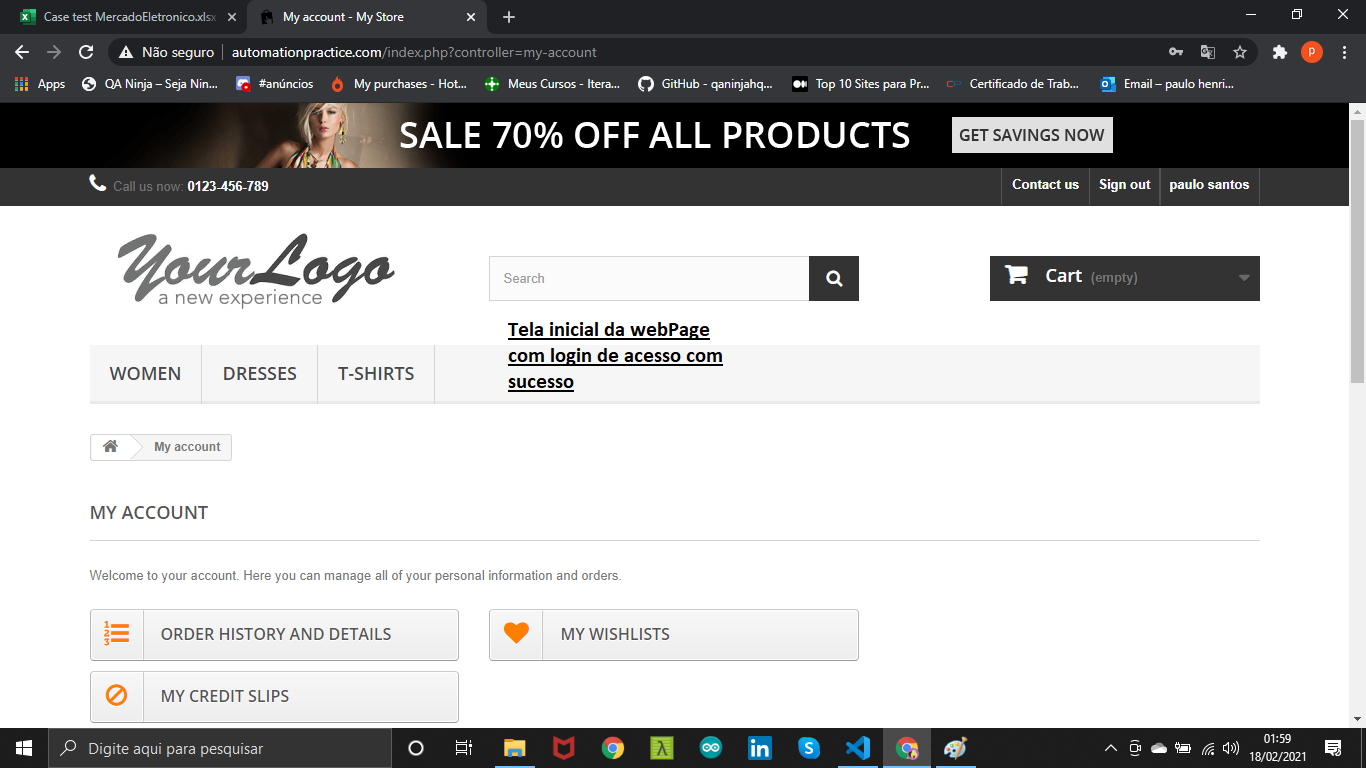 Case test MercadoEletronico.xlsx
My account - My Store
Não seguro
automationpractice.com/index.php?controller=my-account
P
Apps
QA Ninja – Seja Nin...
#anúncios
My purchases - Hot...
Meus Cursos - Itera...
GitHub - qaninjahq...
Top 10 Sites para Pr...
CP
Certificado de Trab...
Email – paulo henri...
SALE 70% OFF ALL PRODUCTS
GET SAVINGS NOW
Call us now: 0123-456-789
Contact us
Sign out
paulo santos
YourLogo
a new experience
Search
Cart (empty)
Tela inicial da webPage
com login de acesso com
sucesso
WOMEN
DRESSES
T-SHIRTS
My account
MY ACCOUNT
Welcome to your account. Here you can manage all of your personal information and orders.
ORDER HISTORY AND DETAILS
MY WISHLISTS
MY CREDIT SLIPS
Digite aqui para pesquisar
01:59
18/02/2021